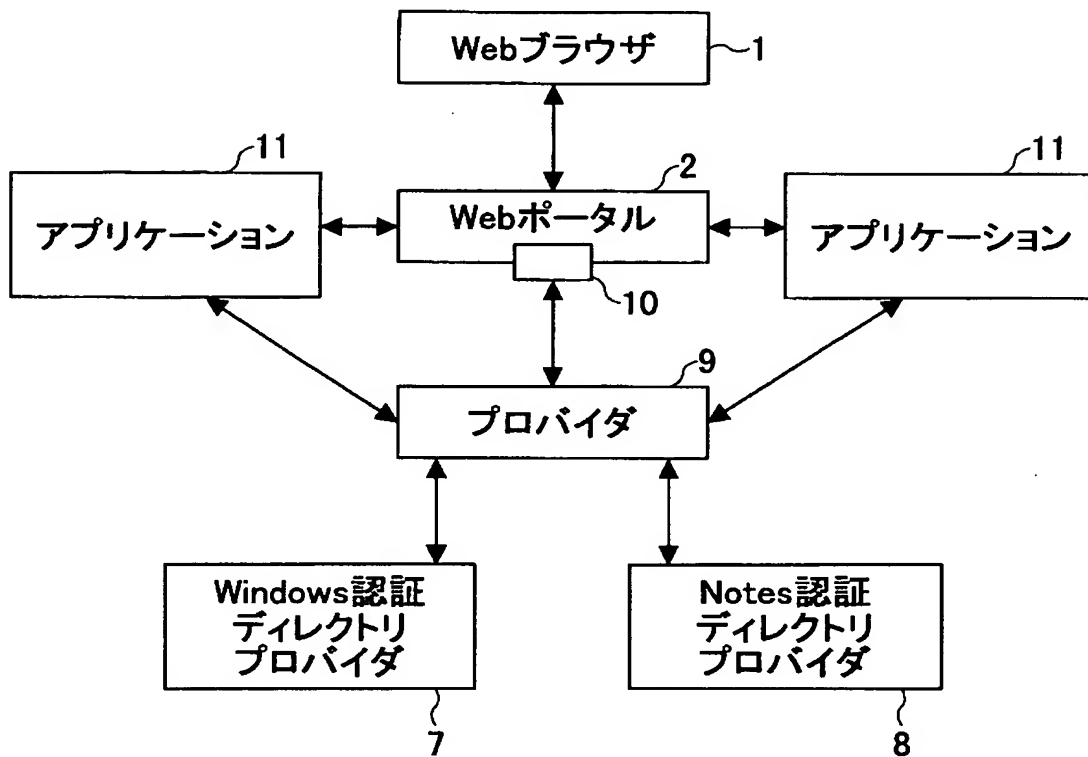 Webブラウザ
1
11
アプリケーション
2
Webポータル
10
11
アプリケーション
9
プロバイダ
Windows認証
ディレクトリ
プロバイダ
7
Notes認証
ディレクトリ
プロバイダ
8